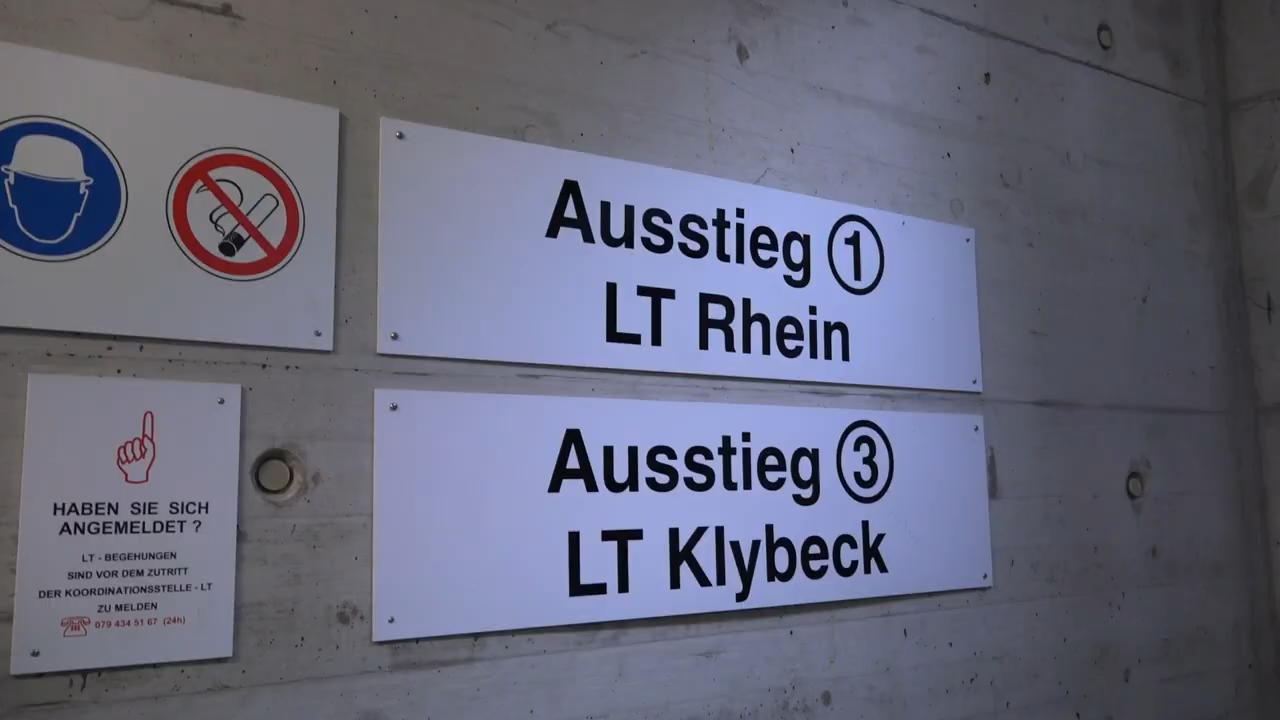 Ausstieg ①
LT Rhein
Ausstieg ③
LT Klybeck
HABEN SIE SICH
ANGEMELDET ?
LT - BEGEHUNGEN
SIND VOR DEM ZUTRITT
DER KOORDINATIONSSTELLE - LT
ZU MELDEN
079 434 51 67 (24h)